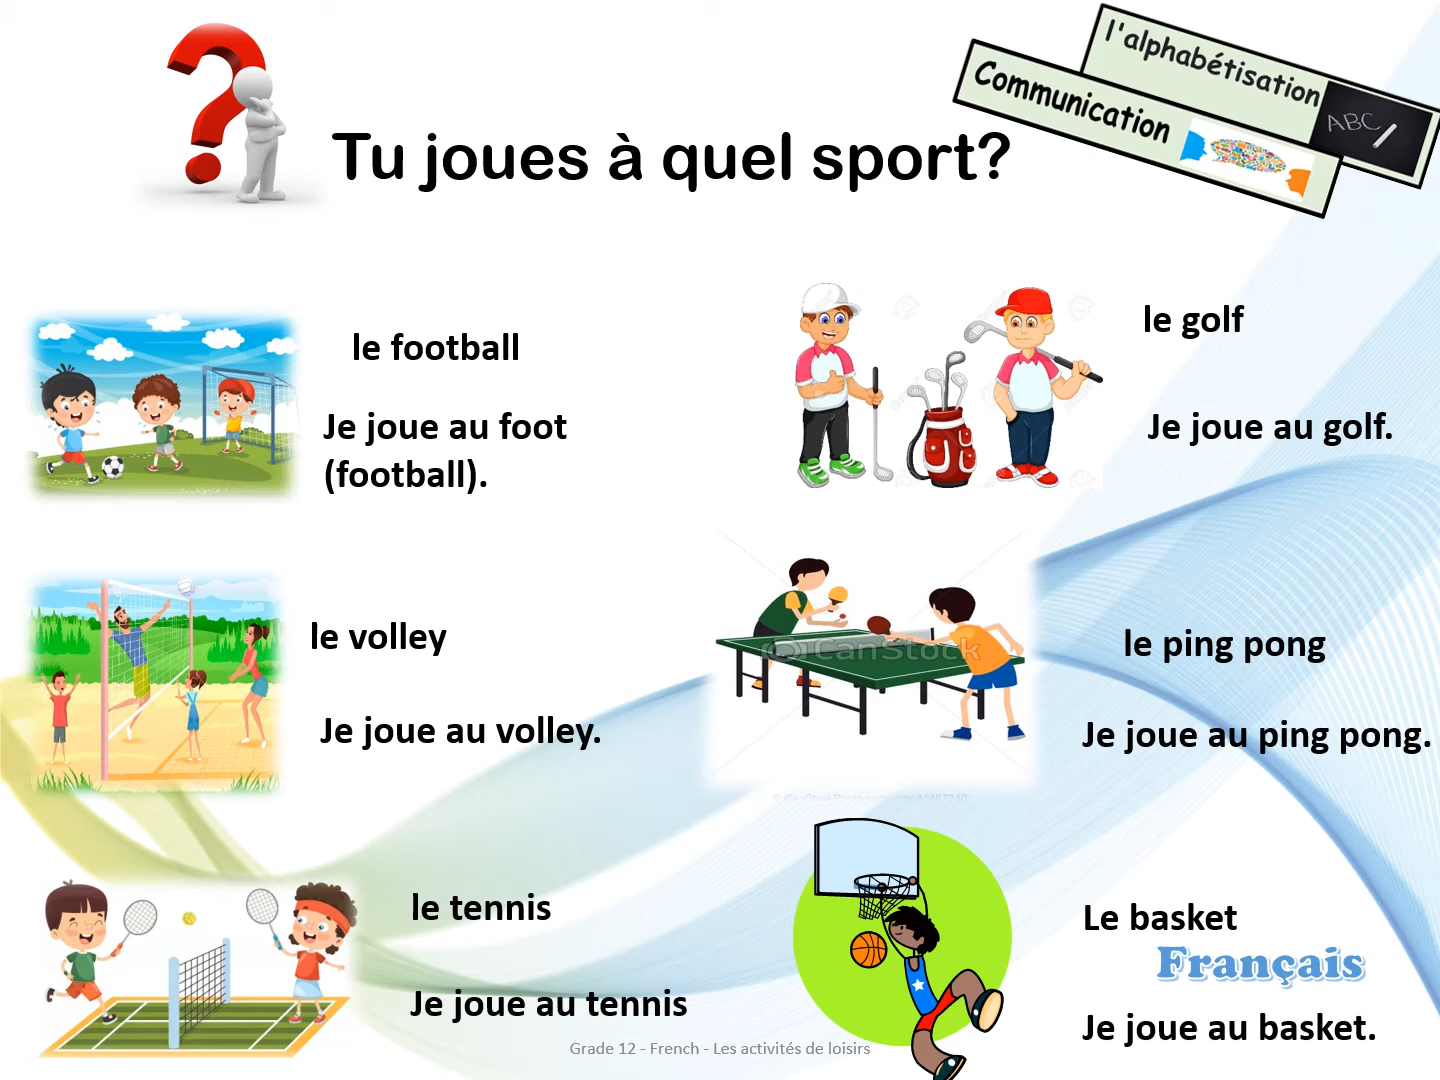 l'alphabétisation
ABC
Communication
Tu joues à quel sport?
le football
Je joue au foot
(football).
le golf
Je joue au golf.
le volley
Je joue au volley.
CanStock
le ping pong
Je joue au ping pong.
le tennis
Je joue au tennis
Le basket
Français
Je joue au basket.
Grade 12 - French - Les activités de loisirs